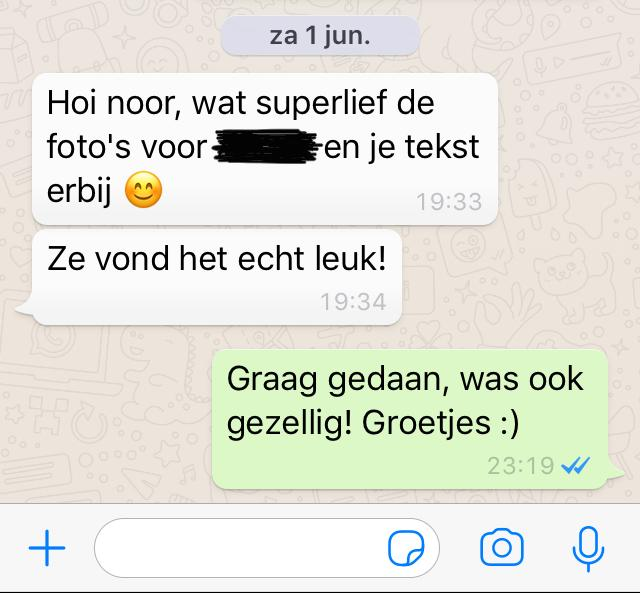 za 1 jun.
Hoi noor, wat superlief de
foto's voor en je tekst
erbij 😊
19:33
Ze vond het echt leuk!
19:34
Graag gedaan, was ook
gezellig! Groetjes :)
23:19